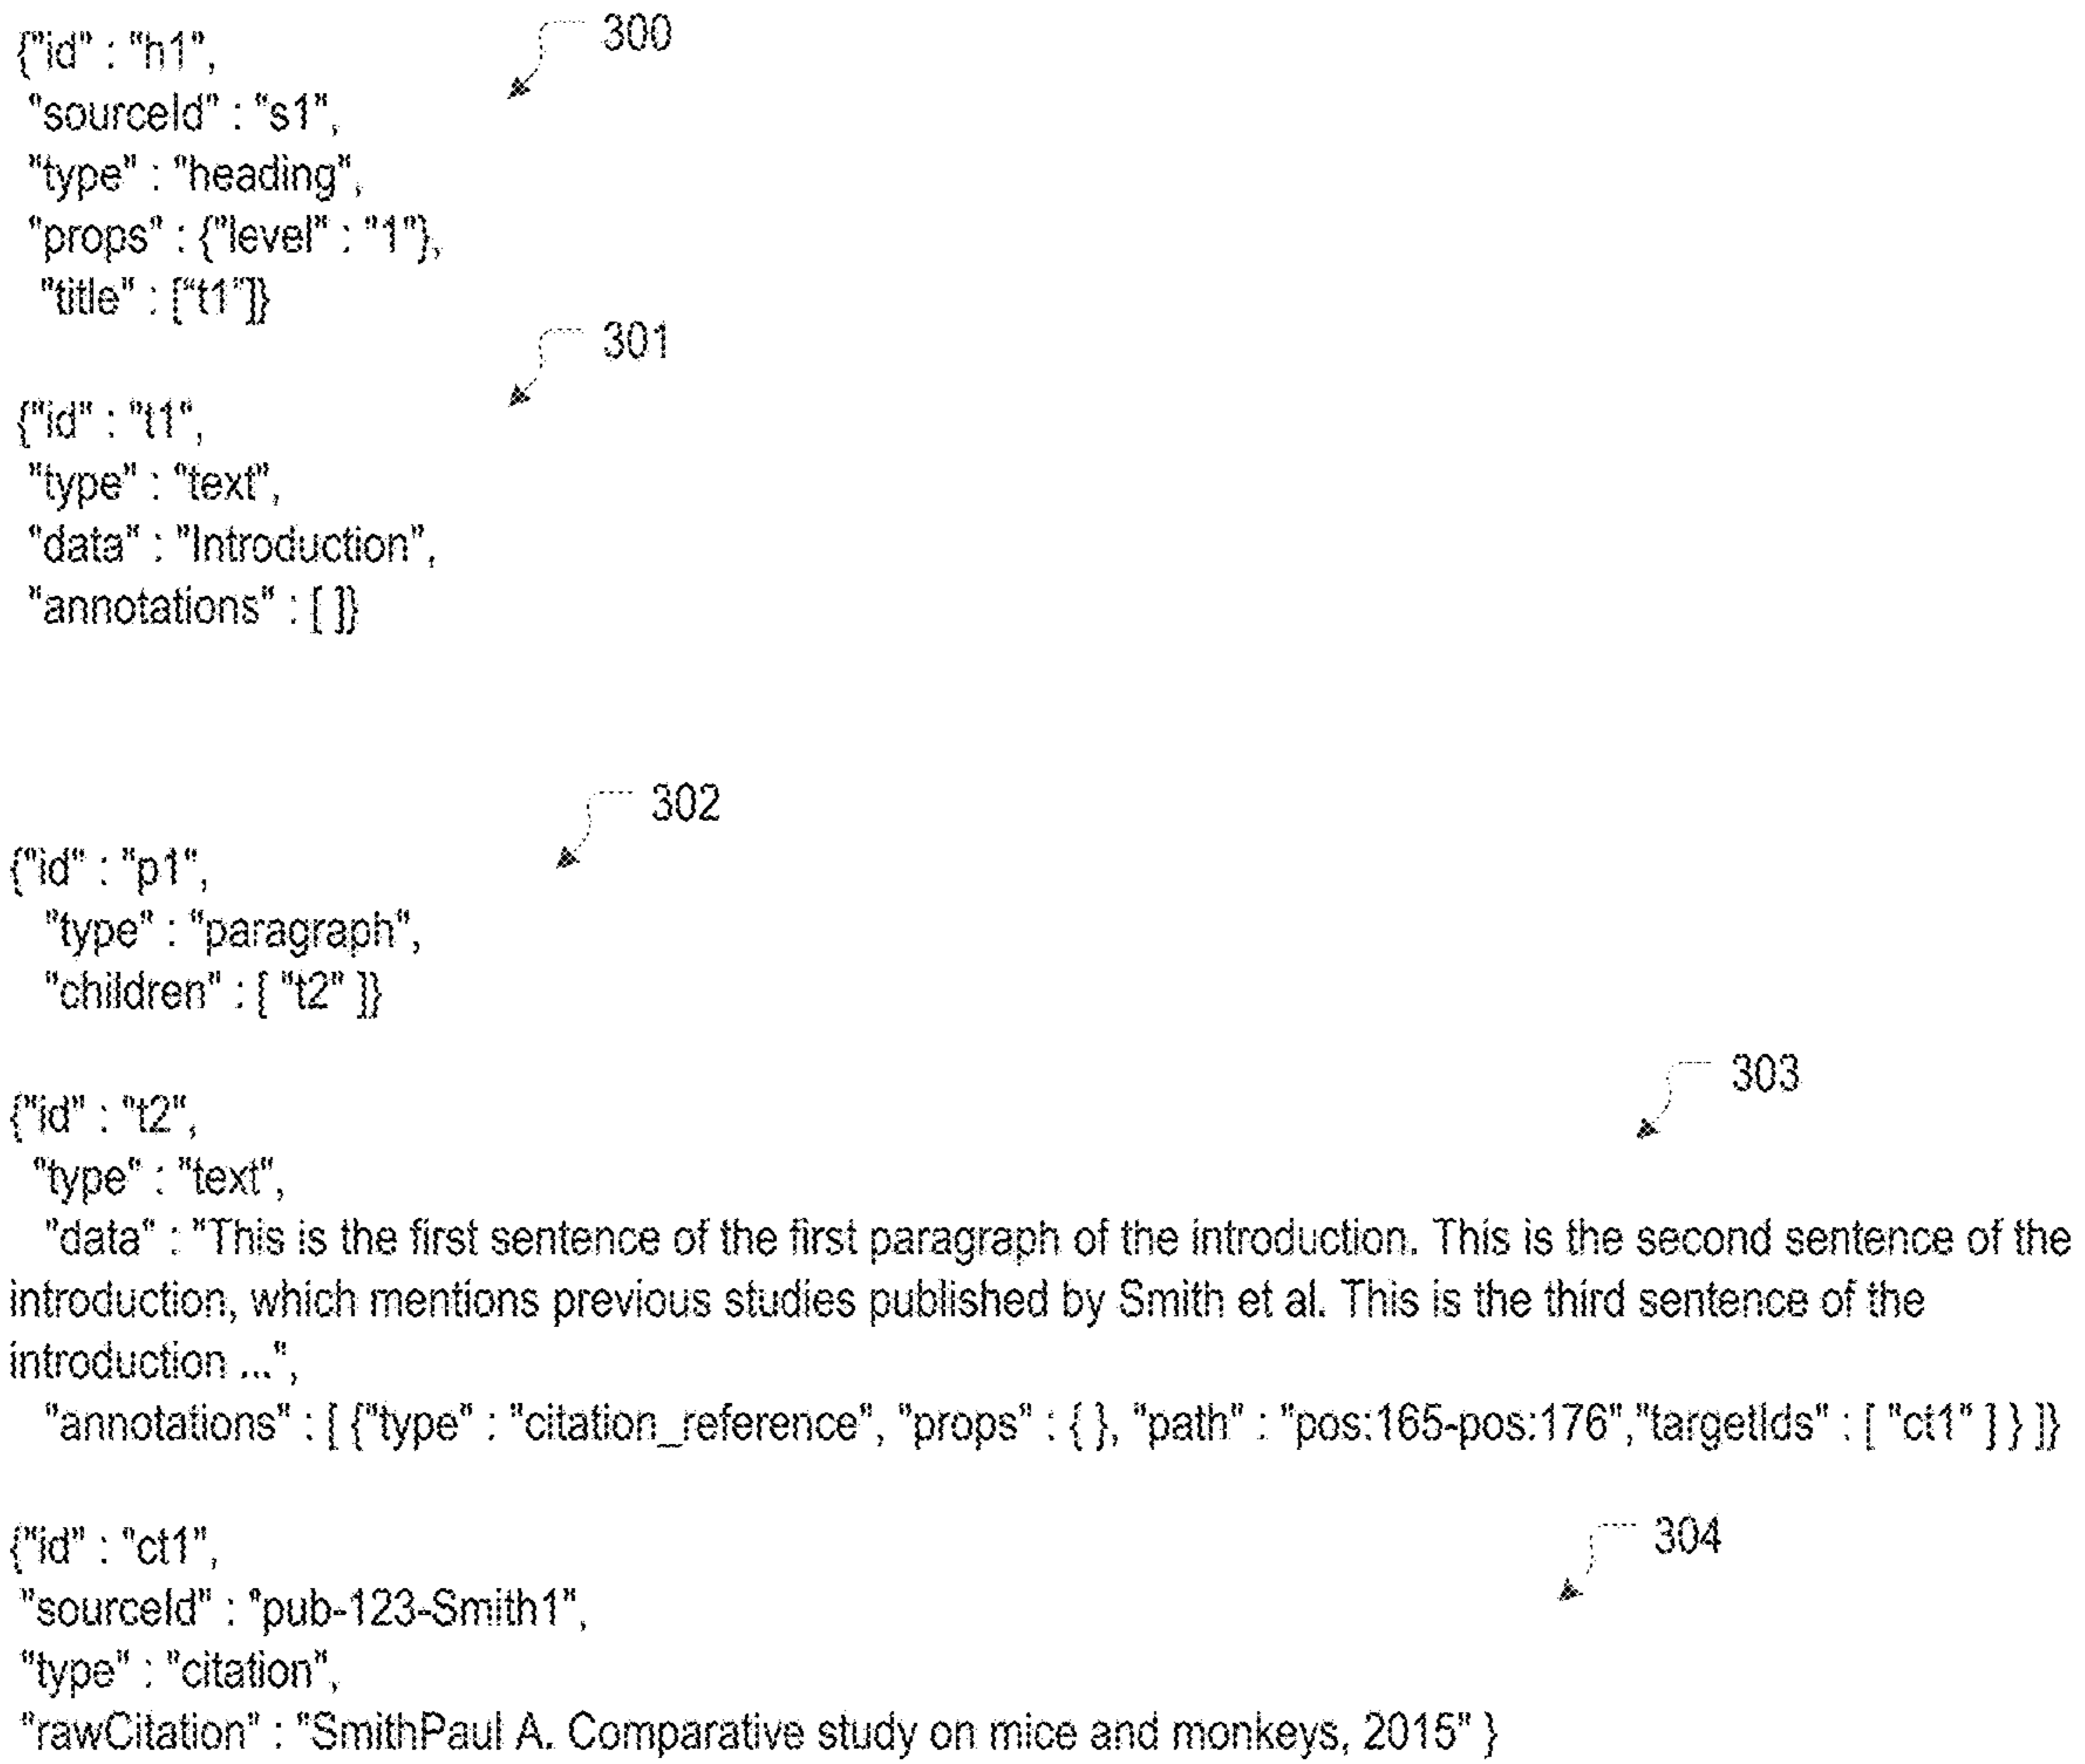 300
{"id" : "h1",
"sourceId" : "s1",
"type" : "heading",
"props" : {"level" : "1"},
"title" : ["t1"]}
301
{"id" : "t1",
"type" : "text",
"data" : "Introduction",
"annotations" : [ ]}
302
{"id" : "p1",
"type" : "paragraph",
"children" : [ "t2" ]}
303
{"id" : "t2",
"type" : "text",
"data" : "This is the first sentence of the first paragraph of the introduction. This is the second sentence of the
introduction, which mentions previous studies published by Smith et al. This is the third sentence of the
introduction ...",
"annotations" : [ {"type" : "citation_reference", "props" : { }, "path" : "pos:165-pos:176","targetIds" : [ "ct1" ] } ]}
304
{"id" : "ct1",
"sourceId" : "pub-123-Smith1",
"type" : "citation",
"rawCitation" : "SmithPaul A. Comparative study on mice and monkeys, 2015" }